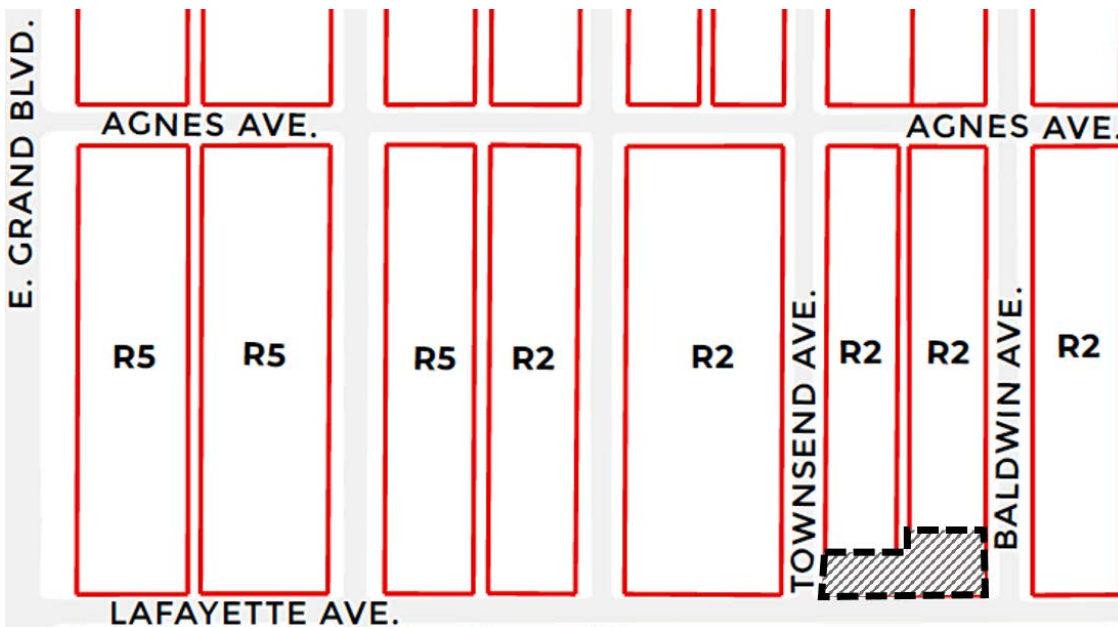 E. GRAND BLVD.
AGNES AVE.
AGNES AVE.
R5
R5
R5
R2
R2
TOWNSEND AVE.
R2
R2
BALDWIN AVE.
R2
LAFAYETTE AVE.